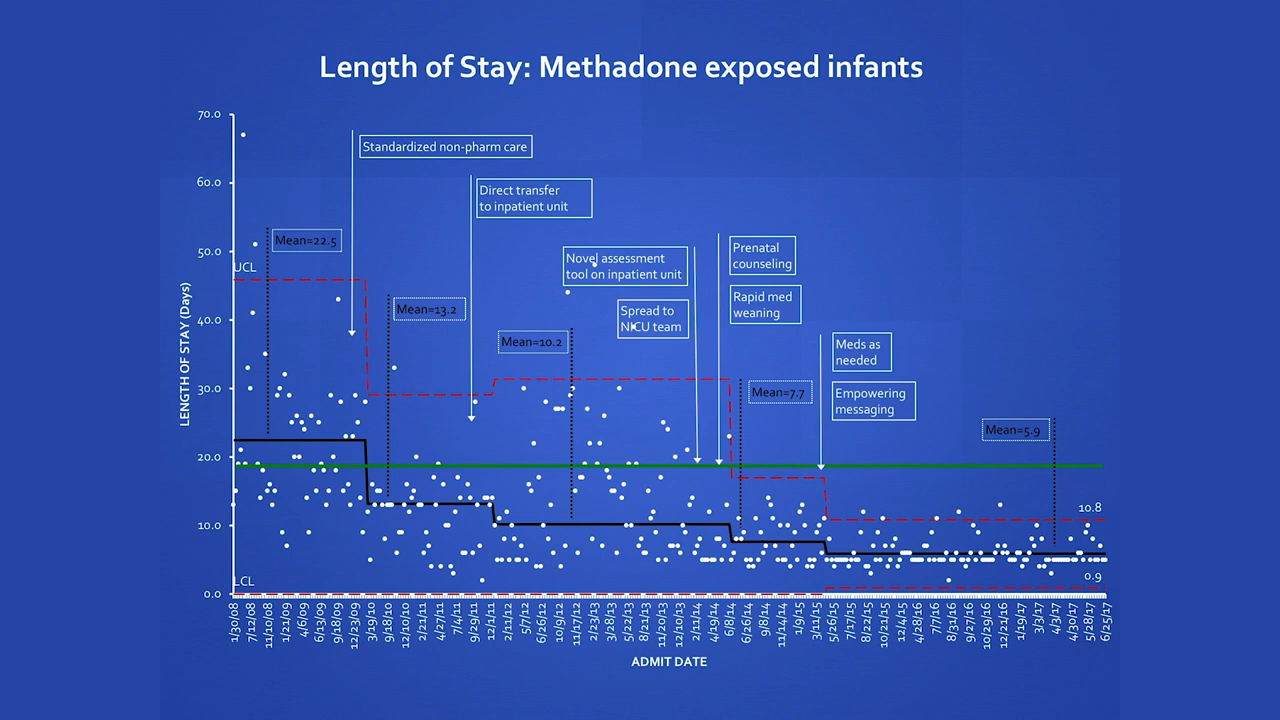 Length of Stay: Methadone exposed infants
70.0
60.0
50.0
40.0
30.0
20.0
10.0
0.0
LENGTH OF STAY (Days)
UCL
LCL
Standardized non-pharm care
Direct transfer
to inpatient unit
Mean=22.5
Mean=13.2
Mean=10.2
Novel assessment
tool on inpatient unit
Spread to
NICU team
Prenatal
counseling
Rapid med
weaning
Meds as
needed
Empowering
messaging
Mean=7.7
Mean=5.9
10.8
0.9
1/30/08
7/12/08
11/10/08
1/21/09
4/6/09
6/13/09
9/18/09
12/23/09
3/19/10
9/18/10
12/10/10
2/21/11
4/21/11
7/4/11
9/29/11
12/1/11
2/11/12
5/7/12
6/26/12
10/9/12
11/17/12
2/2/13
3/28/13
5/22/13
8/21/13
11/20/13
12/24/13
2/11/14
4/19/14
6/8/14
6/26/14
9/8/14
11/14/14
1/9/15
3/11/15
5/26/15
7/2/15
8/22/15
10/21/15
12/4/15
4/28/16
7/7/16
8/31/16
9/27/16
10/29/16
12/21/16
1/19/17
3/3/17
4/3/17
4/30/17
5/28/17
6/25/17
ADMIT DATE